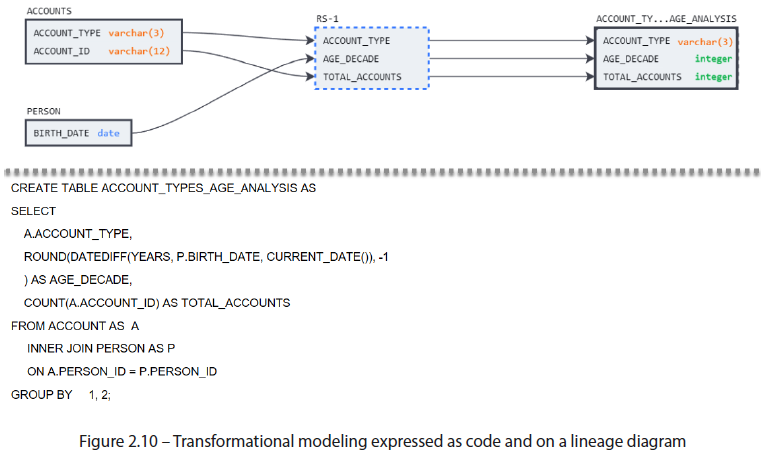 ACCOUNTS
ACCOUNT_TYPE varchar(3)
ACCOUNT_ID varchar(12)
PERSON
BIRTH_DATE date
RS-1
ACCOUNT_TYPE
AGE_DECADE
TOTAL_ACCOUNTS
ACCOUNT_TY...AGE_ANALYSIS
ACCOUNT_TYPE varchar(3)
AGE_DECADE integer
TOTAL_ACCOUNTS integer
CREATE TABLE ACCOUNT_TYPES_AGE_ANALYSIS AS
SELECT
A.ACCOUNT_TYPE,
ROUND(DATEDIFF(YEARS, P.BIRTH_DATE, CURRENT_DATE()), -1
) AS AGE_DECADE,
COUNT(A.ACCOUNT_ID) AS TOTAL_ACCOUNTS
FROM ACCOUNT AS A
INNER JOIN PERSON AS P
ON A.PERSON_ID = P.PERSON_ID
GROUP BY 1, 2;
Figure 2.10 – Transformational modeling expressed as code and on a lineage diagram